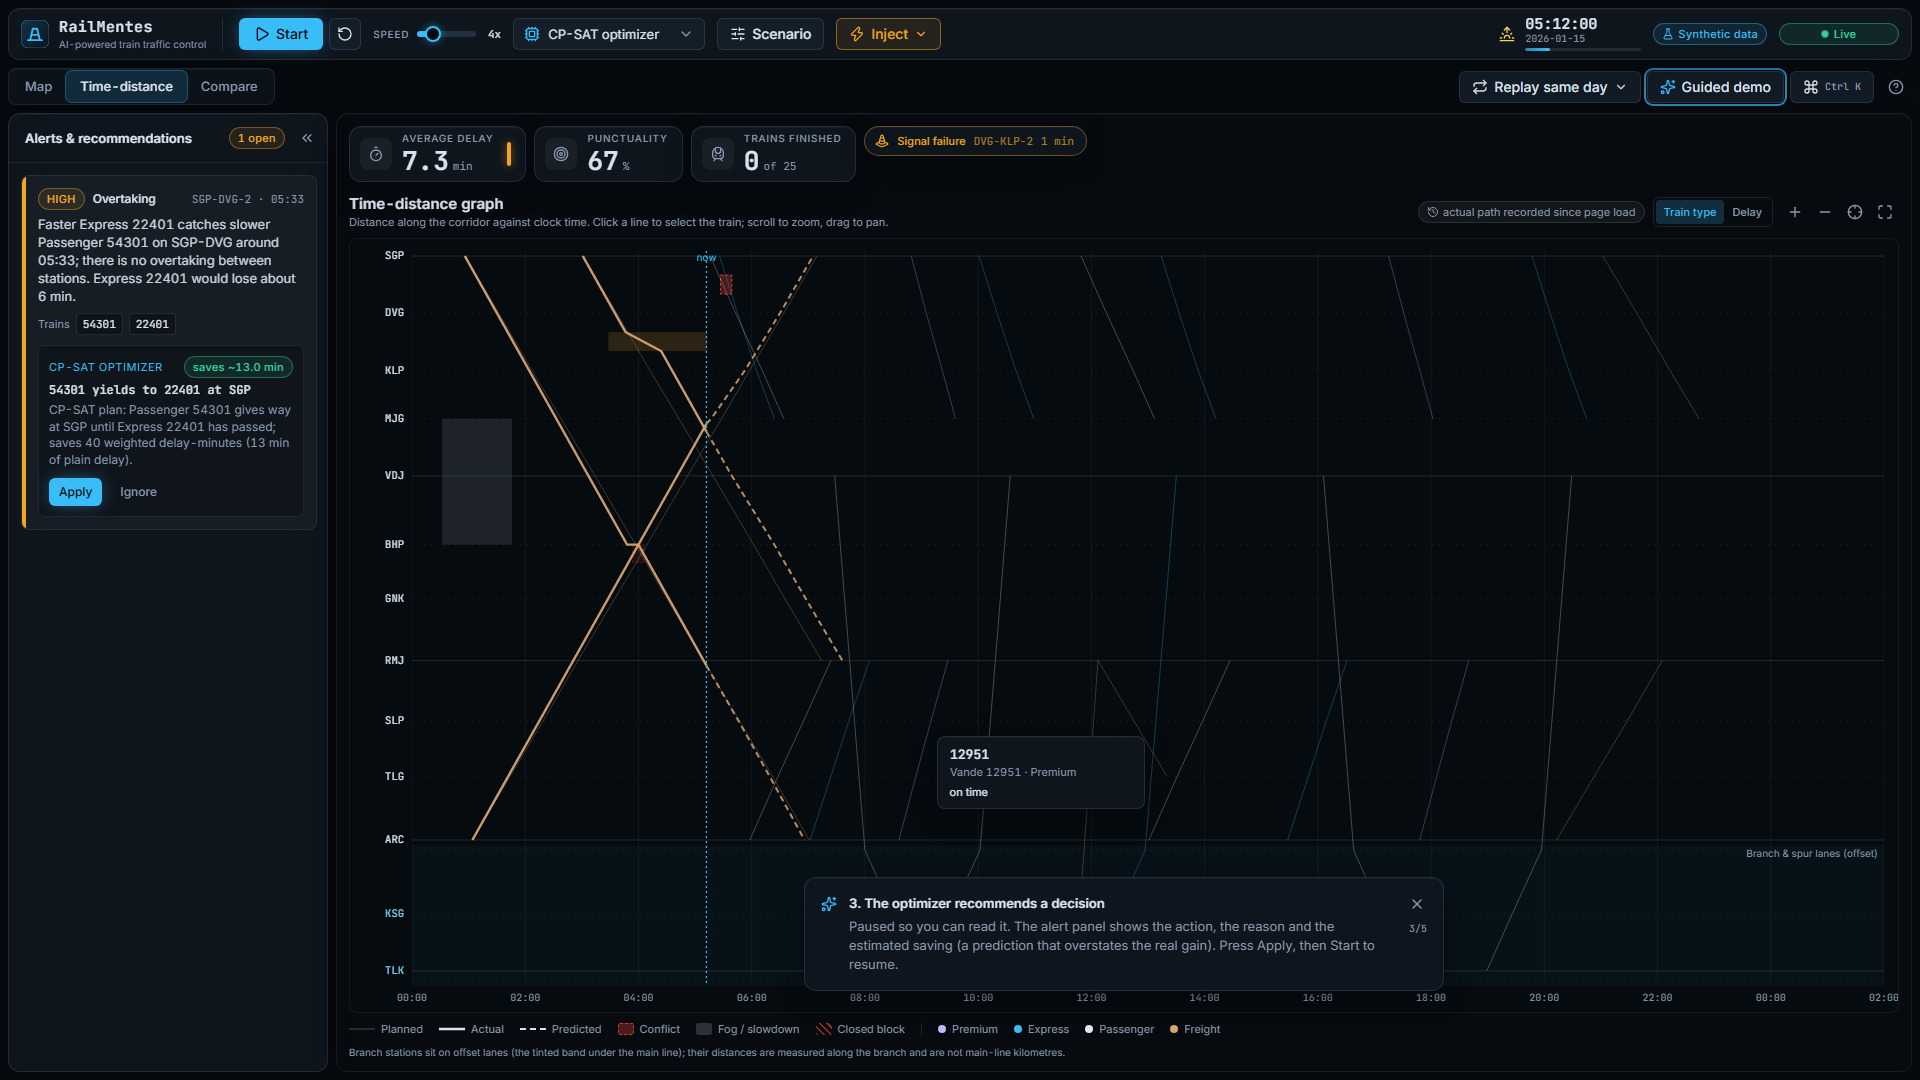 RailMentes
AI-powered train traffic control
Start
SPEED
4x
CP-SAT optimizer
Scenario
Inject
05:12:00
2026-01-15
Synthetic data
Live
Map
Time-distance
Compare
Replay same day
Guided demo
Ctrl K
Alerts & recommendations
1 open
HIGH
Overtaking
SGP-DVG-2 · 05:33
Faster Express 22401 catches slower
Passenger 54301 on SGP-DVG around
05:33; there is no overtaking between
stations. Express 22401 would lose about
6 min.
Trains
54301
22401
CP-SAT OPTIMIZER
saves ~13.0 min
54301 yields to 22401 at SGP
CP-SAT plan: Passenger 54301 gives way
at SGP until Express 22401 has passed;
saves 40 weighted delay-minutes (13 min
of plain delay).
Apply
Ignore
AVERAGE DELAY
7.3 min
PUNCTUALITY
67 %
TRAINS FINISHED
0 of 25
Signal failure DVG-KLP-2 1 min
Time-distance graph
Distance along the corridor against clock time. Click a line to select the train; scroll to zoom, drag to pan.
actual path recorded since page load
Train type
Delay
now
SGP
DVG
KLP
MJG
VDJ
BHP
GNK
RMJ
SLP
TLG
ARC
KSG
TLK
Branch & spur lanes (offset)
12951
Vande 12951 · Premium
on time
3. The optimizer recommends a decision
Paused so you can read it. The alert panel shows the action, the reason and the
estimated saving (a prediction that overstates the real gain). Press Apply, then Start to
resume.
3/5
00:00
02:00
04:00
06:00
08:00
10:00
12:00
14:00
16:00
18:00
20:00
22:00
00:00
02:00
Planned
Actual
Predicted
Conflict
Fog / slowdown
Closed block
Premium
Express
Passenger
Freight
Branch stations sit on offset lanes (the tinted band under the main line); their distances are measured along the branch and are not main-line kilometres.